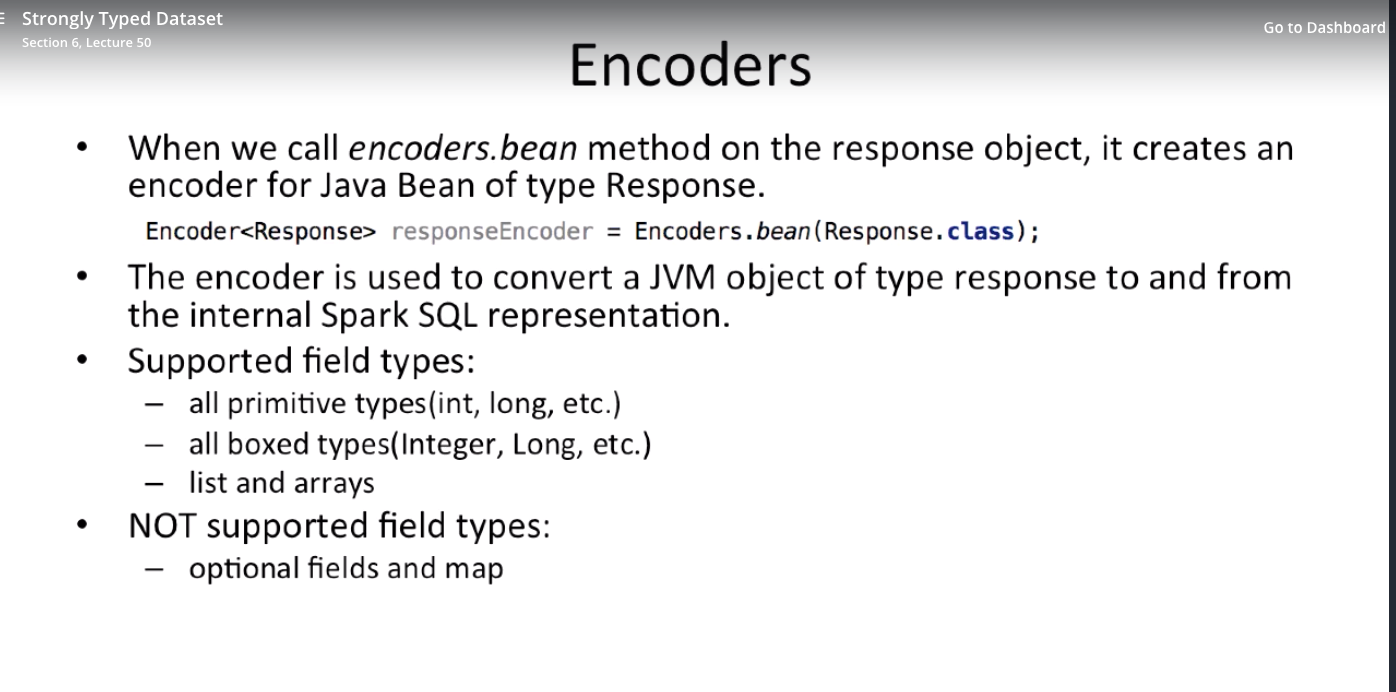 Strongly Typed Dataset
Section 6, Lecture 50
Go to Dashboard
Encoders
• When we call encoders.bean method on the response object, it creates an
encoder for Java Bean of type Response.
Encoder<Response> responseEncoder = Encoders.bean(Response.class);
• The encoder is used to convert a JVM object of type response to and from
the internal Spark SQL representation.
• Supported field types:
– all primitive types(int, long, etc.)
– all boxed types(Integer, Long, etc.)
– list and arrays
• NOT supported field types:
– optional fields and map